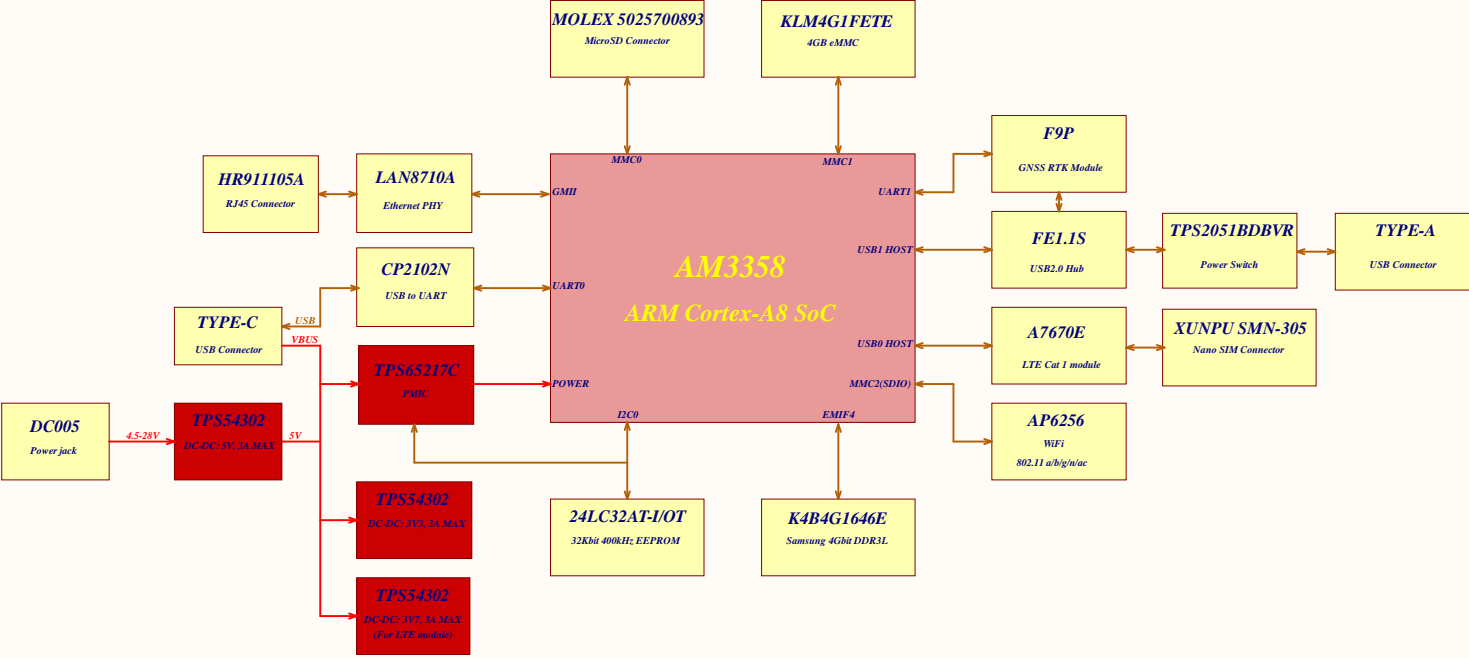 MOLEX 5025700893
MicroSD Connector
KLM4G1FETE
4GB eMMC
HR911105A
RJ45 Connector
LAN8710A
Ethernet PHY
CP2102N
USB to UART
TYPE-C
USB Connector
USB
VBUS
TPS65217C
PMIC
DC005
Power jack
4.5-28V
TPS54302
DC-DC: 5V, 3A MAX
5V
TPS54302
DC-DC: 3V3, 3A MAX
TPS54302
DC-DC: 3V7, 3A MAX
(For LTE module)
MMC0
MMC1
GMII
UART1
USB1 HOST
UART0
AM3358
ARM Cortex-A8 SoC
USB0 HOST
POWER
MMC2(SDIO)
I2C0
EMIF4
24LC32AT-I/OT
32Kbit 400kHz EEPROM
K4B4G1646E
Samsung 4Gbit DDR3L
F9P
GNSS RTK Module
FE1.1S
USB2.0 Hub
TPS2051BDBVR
Power Switch
TYPE-A
USB Connector
A7670E
LTE Cat 1 module
XUNPU SMN-305
Nano SIM Connector
AP6256
WiFi
802.11 a/b/g/n/ac